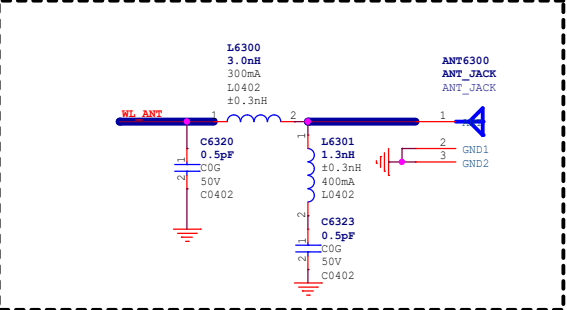 L6300
3.0nH
300mA
L0402
±0.3nH
ANT6300
ANT_JACK
ANT_JACK
WL_ANT
1
2
1
C6320
0.5pF
C0G
50V
C0402
1
2
1
L6301
1.3nH
±0.3nH
400mA
L0402
2
2
GND1
3
GND2
C6323
0.5pF
C0G
50V
C0402
1
2